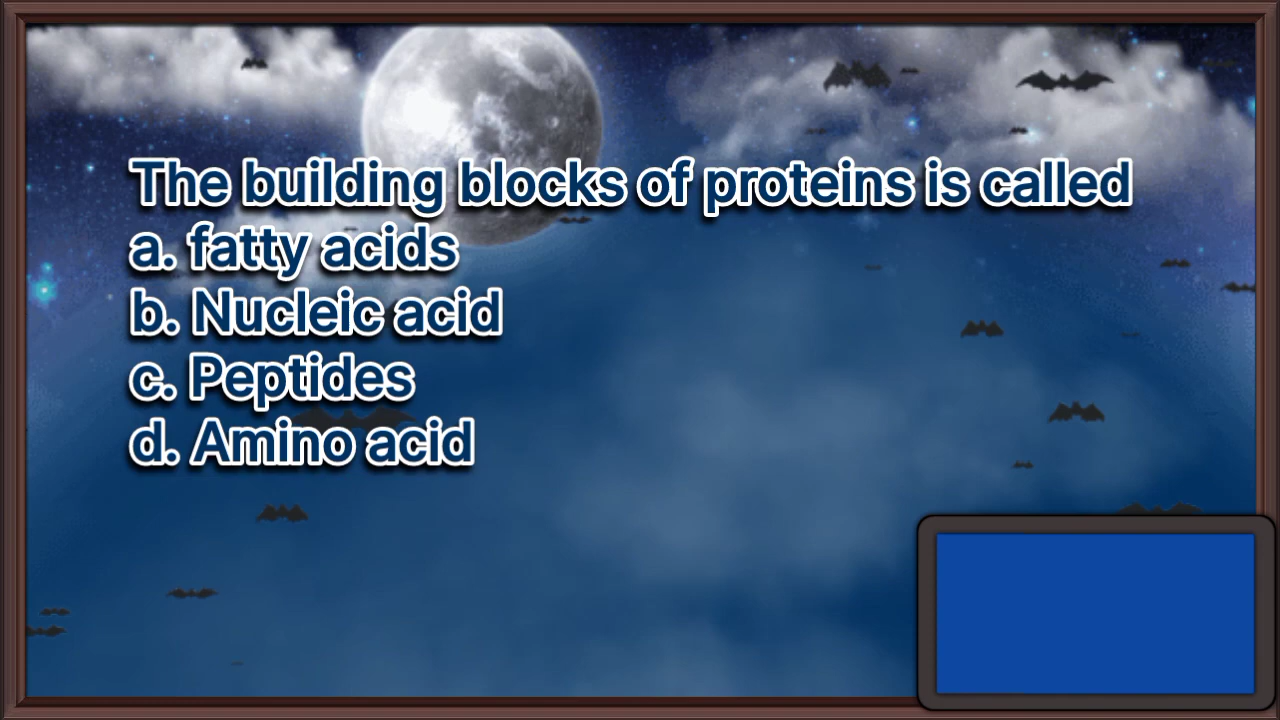 The building blocks of proteins is called
a. fatty acids
b. Nucleic acid
c. Peptides
d. Amino acid